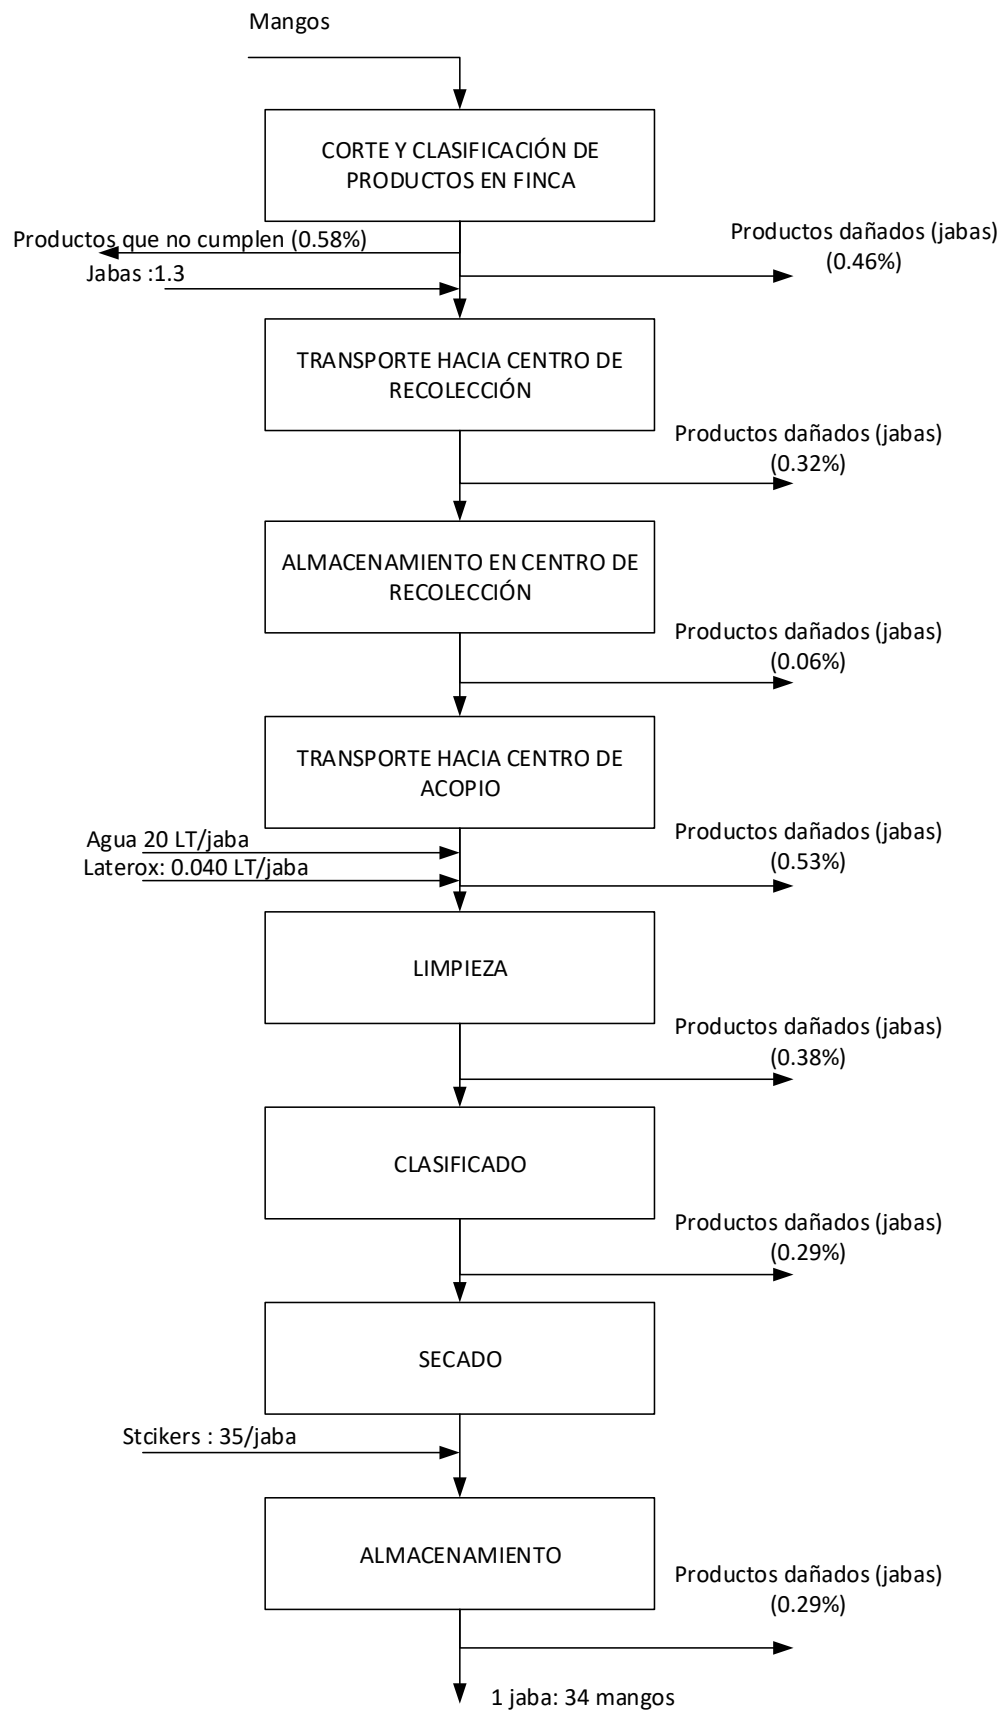 Mangos
CORTE Y CLASIFICACIÓN DE
PRODUCTOS EN FINCA
Productos que no cumplen (0.58%)
Productos dañados (jabas)
(0.46%)
Jabas :1.3
TRANSPORTE HACIA CENTRO DE
RECOLECCIÓN
Productos dañados (jabas)
(0.32%)
ALMACENAMIENTO EN CENTRO DE
RECOLECCIÓN
Productos dañados (jabas)
(0.06%)
TRANSPORTE HACIA CENTRO DE
ACOPIO
Agua 20 LT/jaba
Laterox: 0.040 LT/jaba
Productos dañados (jabas)
(0.53%)
LIMPIEZA
Productos dañados (jabas)
(0.38%)
CLASIFICADO
Productos dañados (jabas)
(0.29%)
SECADO
Stcikers : 35/jaba
ALMACENAMIENTO
Productos dañados (jabas)
(0.29%)
1 jaba: 34 mangos